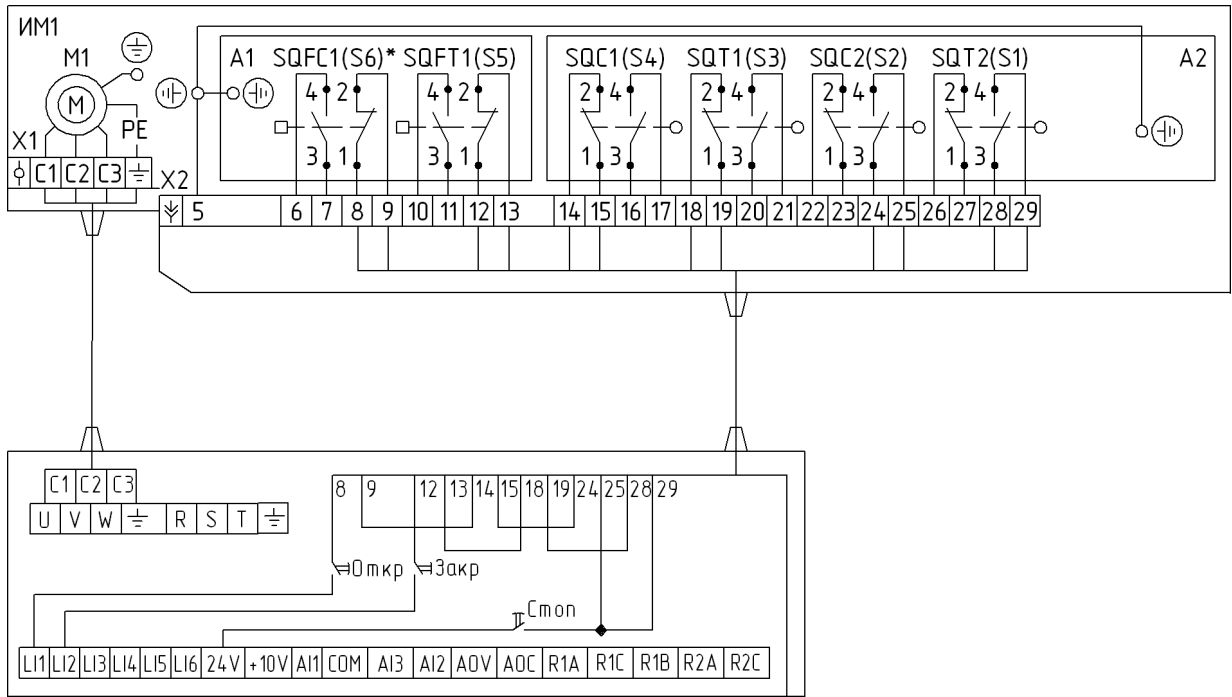 ИМ1
М1
М
PE
X1
C1 C2 C3
A1 SQFC1(S6)* SQFT1(S5)
4 2 4 2
3 1 3 1
SQC1(S4) SQT1(S3) SQC2(S2) SQT2(S1) A2
2 4 2 4 2 4 2 4
1 3 1 3 1 3 1 3
X2
5 6 7 8 9 10 11 12 13 14 15 16 17 18 19 20 21 22 23 24 25 26 27 28 29
C1 C2 C3
U V W R S T
8 9 12 13 14 15 18 19 24 25 28 29
Откр Закр
Стоп
LI1 LI2 LI3 LI4 LI5 LI6 24V +10V AI1 COM AI3 AI2 AOV AOC R1A R1C R1B R2A R2C